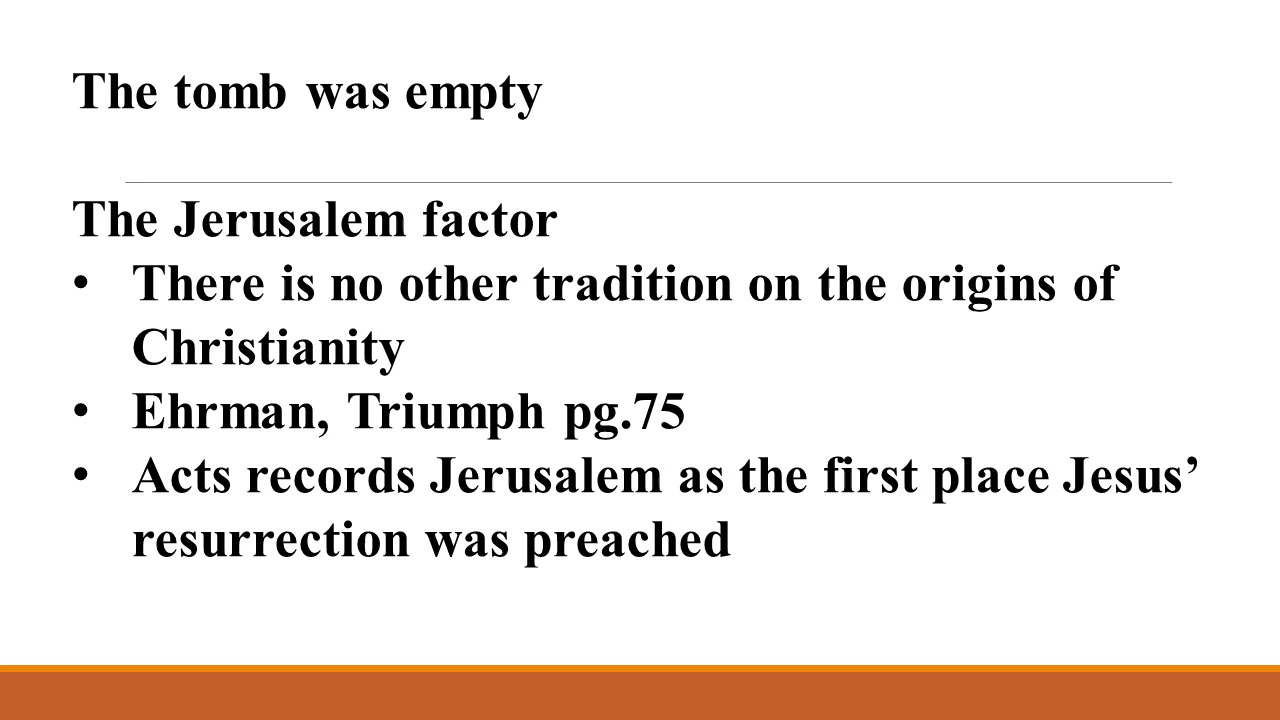 The tomb was empty
The Jerusalem factor
• There is no other tradition on the origins of
Christianity
• Ehrman, Triumph pg.75
• Acts records Jerusalem as the first place Jesus’
resurrection was preached